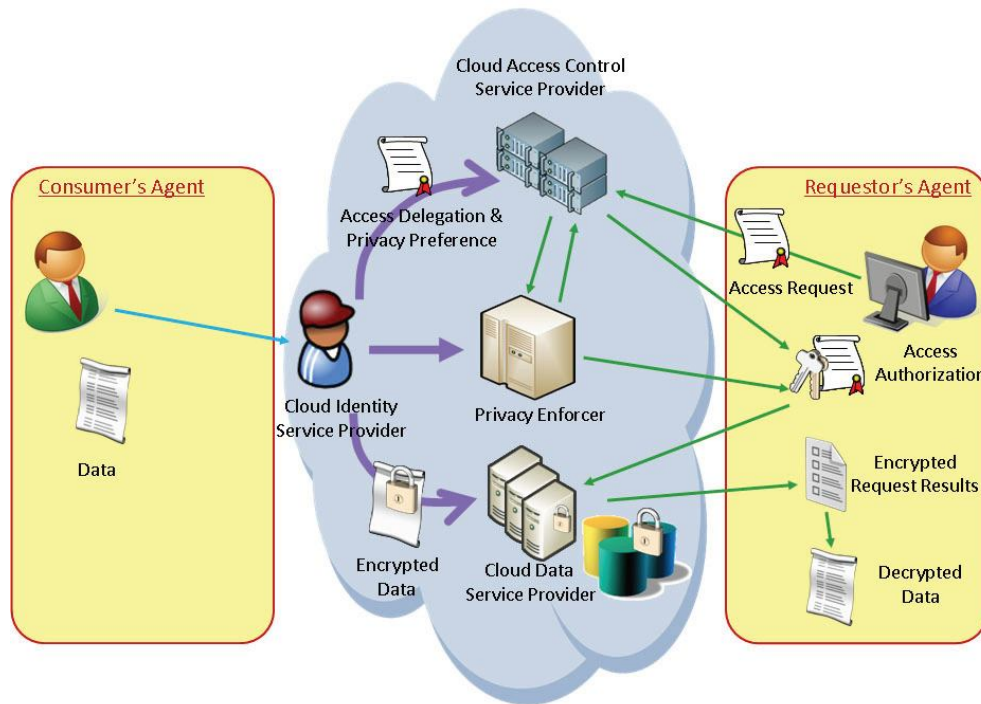 Cloud Access Control
Service Provider
Consumer's Agent
Requestor's Agent
Access Delegation &
Privacy Preference
Access Request
Access
Authorization
Cloud Identity
Service Provider
Privacy Enforcer
Data
Encrypted
Request Results
Encrypted
Data
Cloud Data
Service Provider
Decrypted
Data